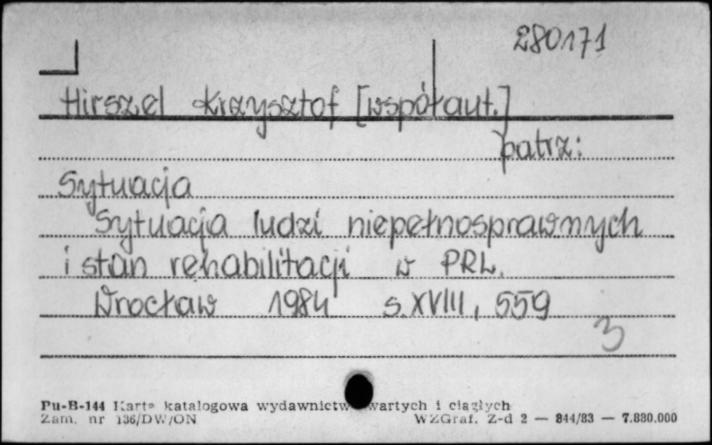 280171
Hirszel Krzysztof [współaut.]
patrz:
Sytuacja
Sytuacja ludzi niepełnosprawnych
i stan rehabilitacji w PRL.
Wrocław 1984 s. XVIII, 559
3
Pu-B-144 Karta katalogowa wydawnictw zwartych i ciągłych
Zam. nr 136/DW/ON WZGraf. Z-d 2 — 844/83 — 7.880.000